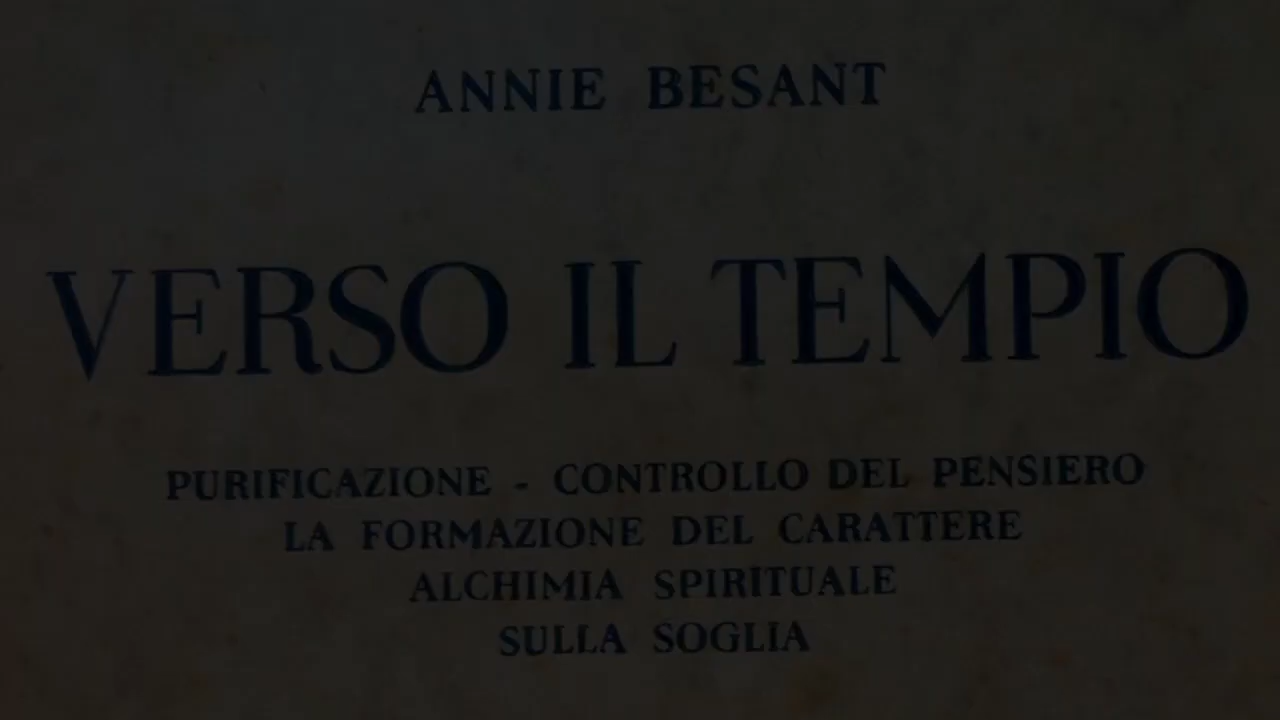 ANNIE BESANT
VERSO IL TEMPIO
PURIFICAZIONE - CONTROLLO DEL PENSIERO
LA FORMAZIONE DEL CARATTERE
ALCHIMIA SPIRITUALE
SULLA SOGLIA